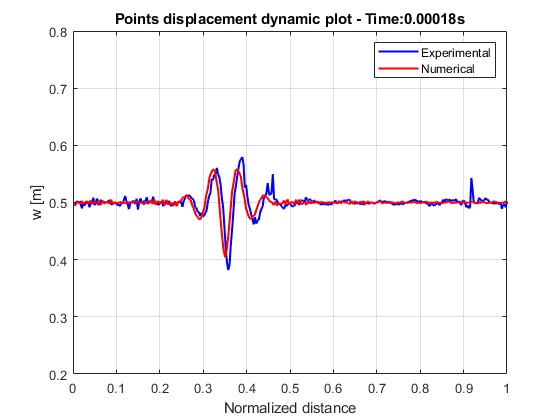 Points displacement dynamic plot - Time:0.00018s
Experimental
Numerical
w [m]
0.8
0.7
0.6
0.5
0.4
0.3
0.2
0 0.1 0.2 0.3 0.4 0.5 0.6 0.7 0.8 0.9 1
Normalized distance